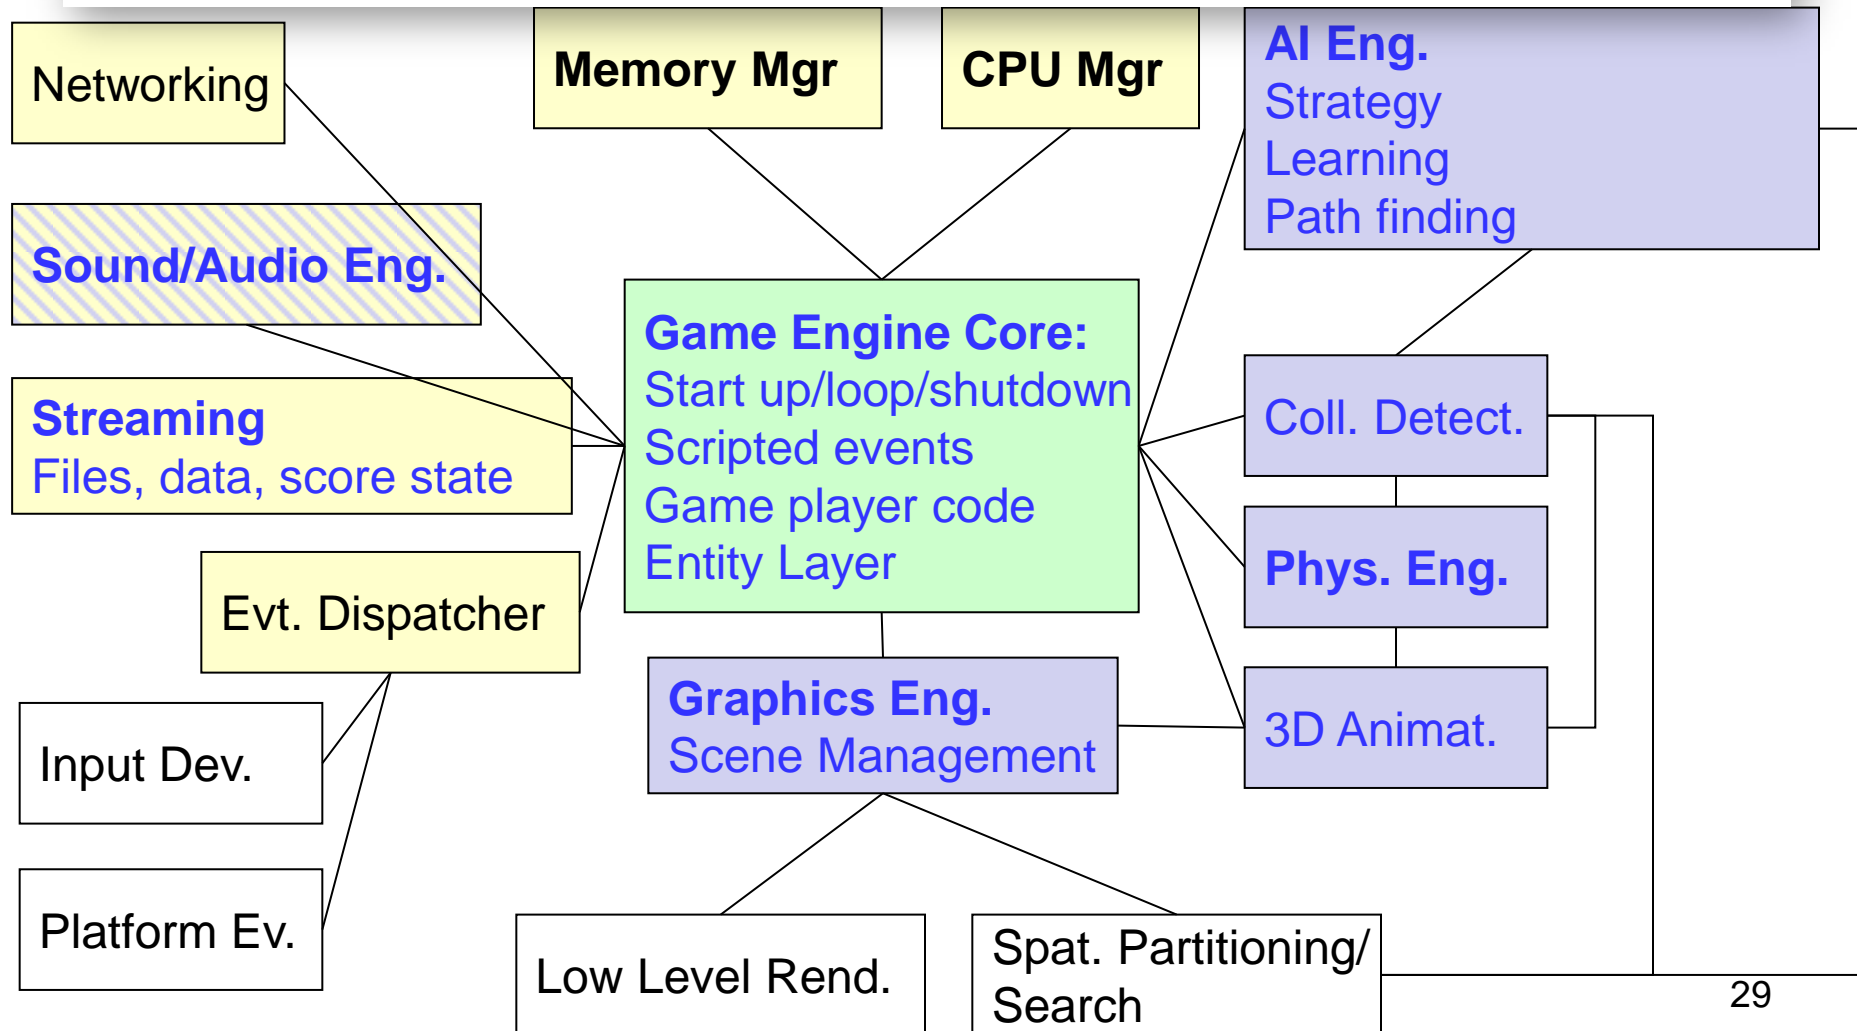 Networking
Memory Mgr
CPU Mgr
AI Eng.
Strategy
Learning
Path finding
Sound/Audio Eng.
Game Engine Core:
Start up/loop/shutdown
Scripted events
Game player code
Entity Layer
Streaming
Files, data, score state
Coll. Detect.
Phys. Eng.
Evt. Dispatcher
Graphics Eng.
Scene Management
3D Animat.
Input Dev.
Platform Ev.
Low Level Rend.
Spat. Partitioning/
Search
29